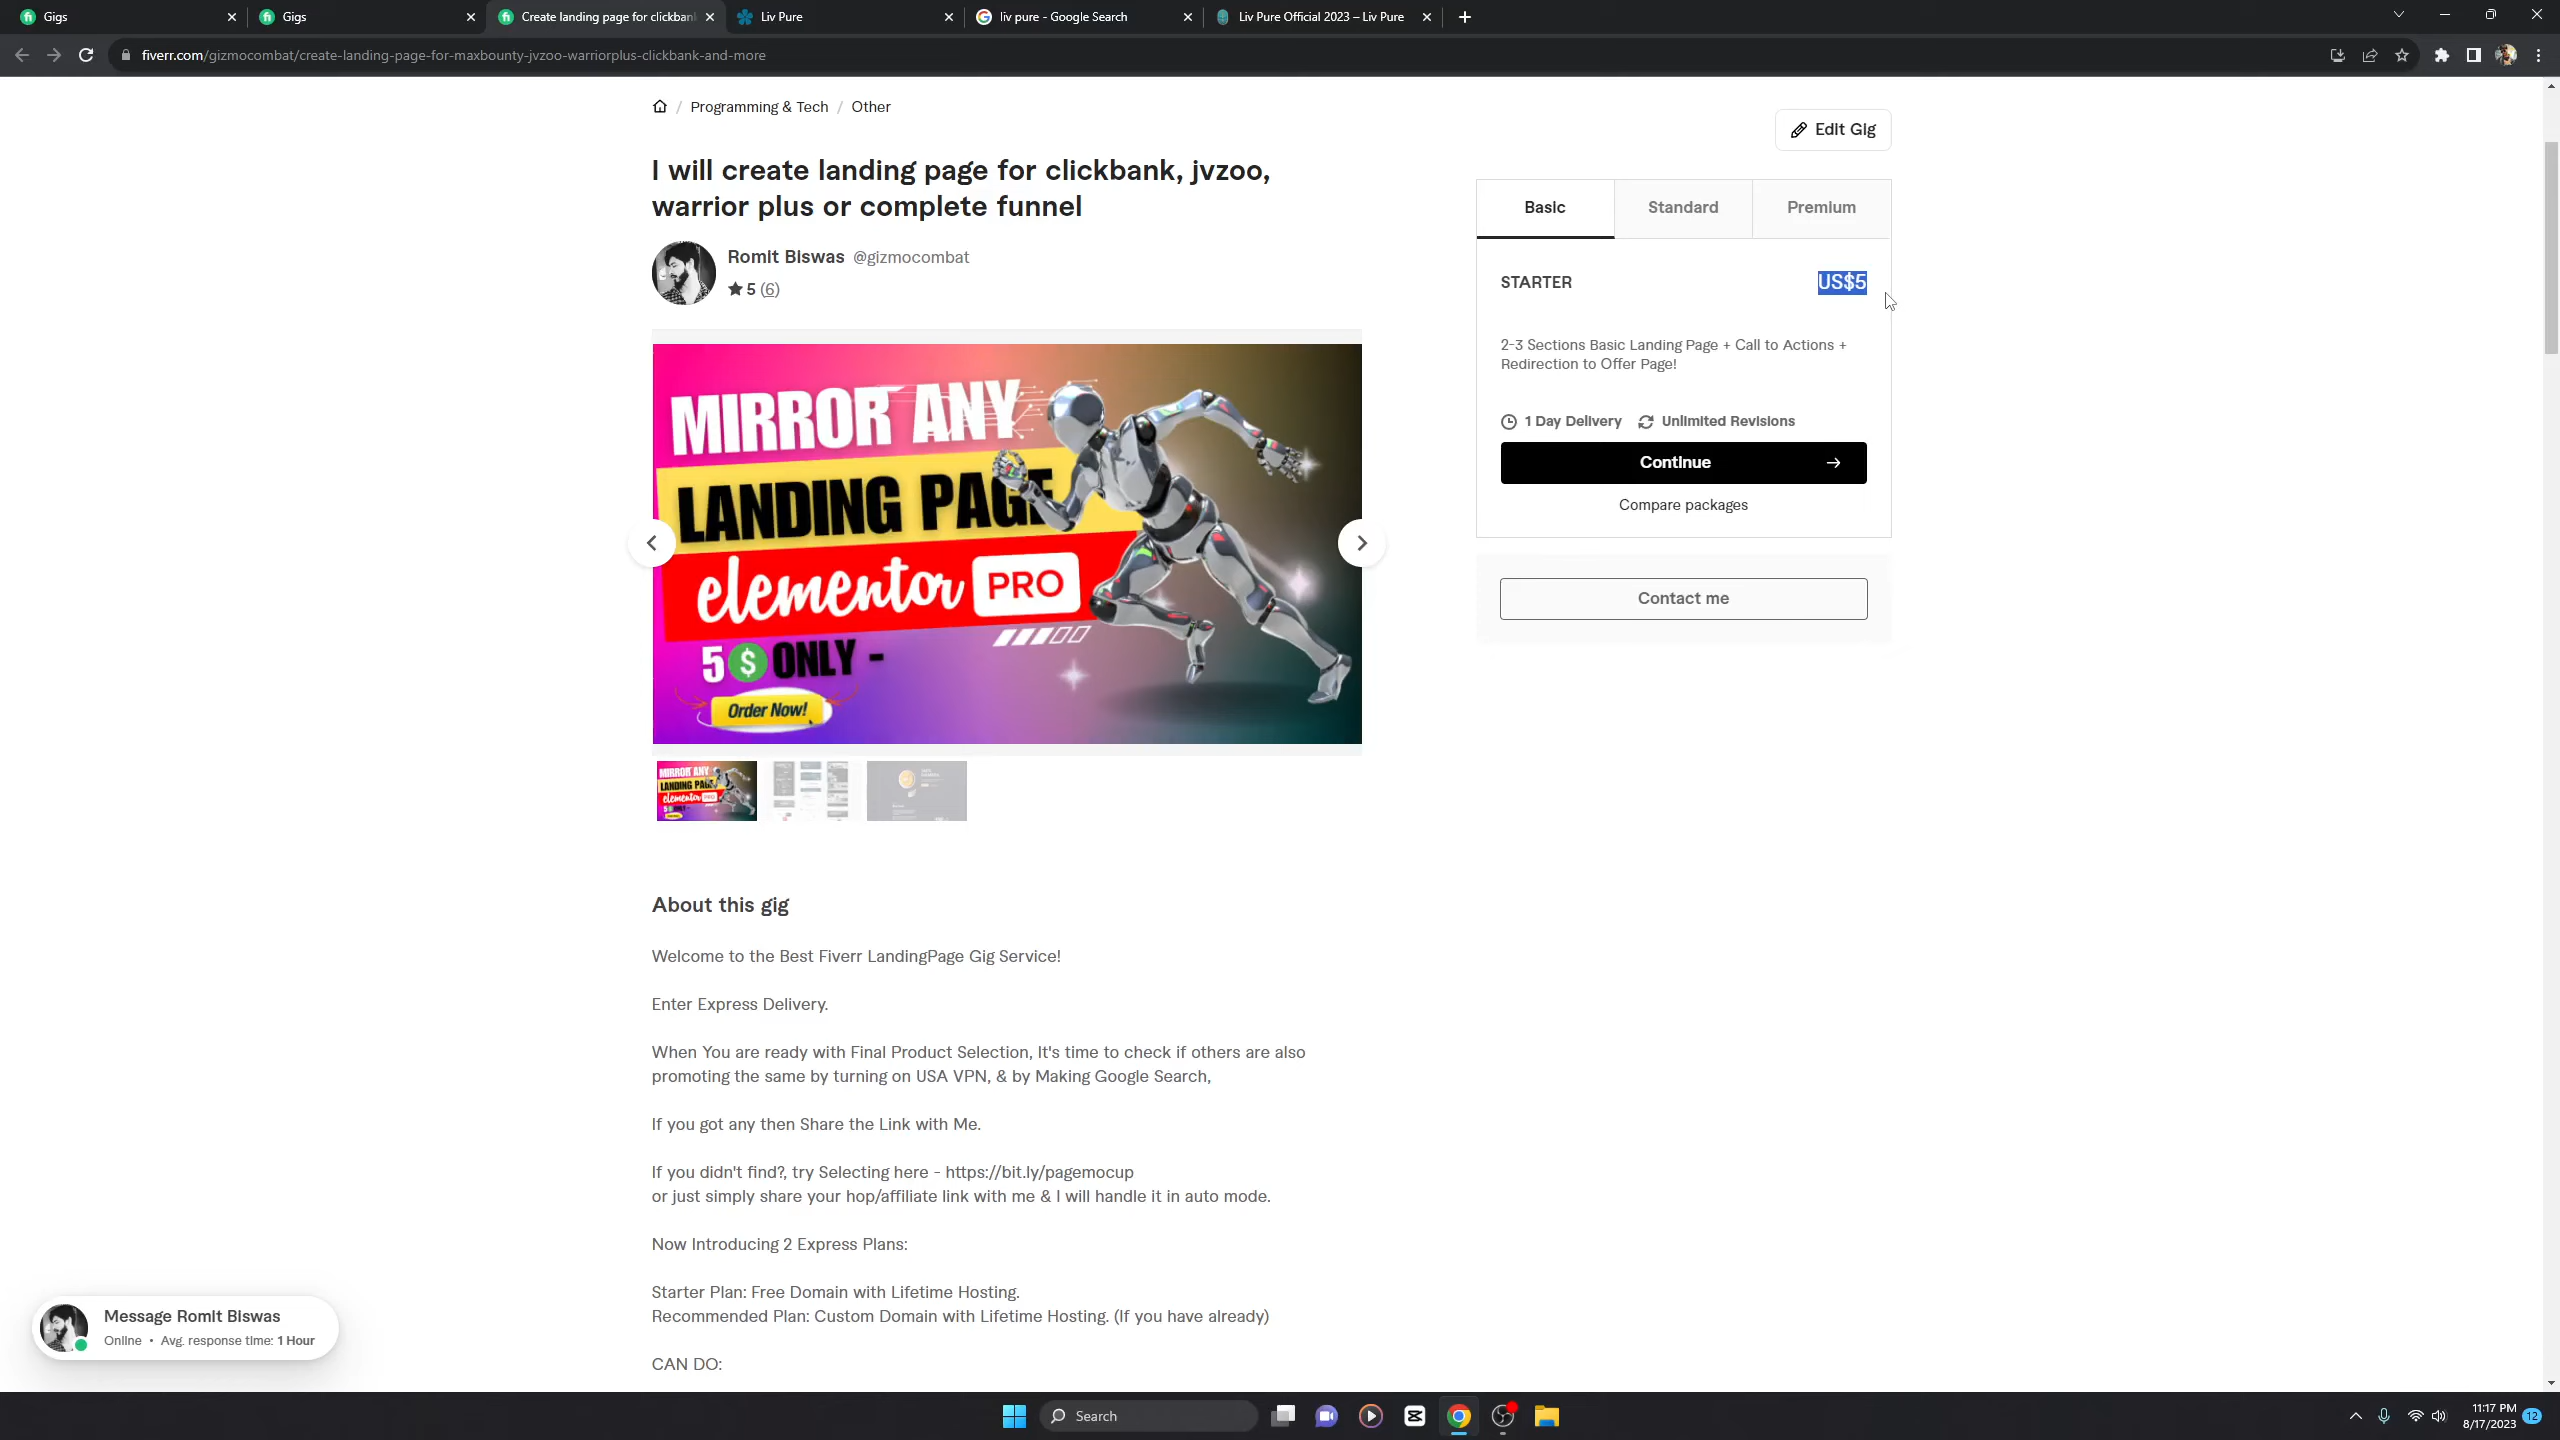 Gigs
Gigs
Create landing page for clickban
Liv Pure
liv pure - Google Search
Liv Pure Official 2023 – Liv Pure
fiverr.com/gizmocombat/create-landing-page-for-maxbounty-jvzoo-warriorplus-clickbank-and-more
/ Programming & Tech / Other
Edit Gig
I will create landing page for clickbank, jvzoo,
warrior plus or complete funnel
Romit Biswas @gizmocombat
5 (6)
Basic
Standard
Premium
STARTER
US$5
2-3 Sections Basic Landing Page + Call to Actions +
Redirection to Offer Page!
1 Day Delivery
Unlimited Revisions
Continue
Compare packages
Contact me
MIRROR ANY
LANDING PAGE
elementor PRO
5 $ ONLY -
Order Now!
MIRROR ANY
LANDING PAGE
elementor PRO
5 $ ONLY -
About this gig
Welcome to the Best Fiverr LandingPage Gig Service!
Enter Express Delivery.
When You are ready with Final Product Selection, It's time to check if others are also
promoting the same by turning on USA VPN, & by Making Google Search,
If you got any then Share the Link with Me.
If you didn't find?, try Selecting here - https://bit.ly/pagemocup
or just simply share your hop/affiliate link with me & I will handle it in auto mode.
Now Introducing 2 Express Plans:
Starter Plan: Free Domain with Lifetime Hosting.
Recommended Plan: Custom Domain with Lifetime Hosting. (If you have already)
CAN DO:
Message Romit Biswas
Online • Avg. response time: 1 Hour
Search
11:17 PM
8/17/2023
12